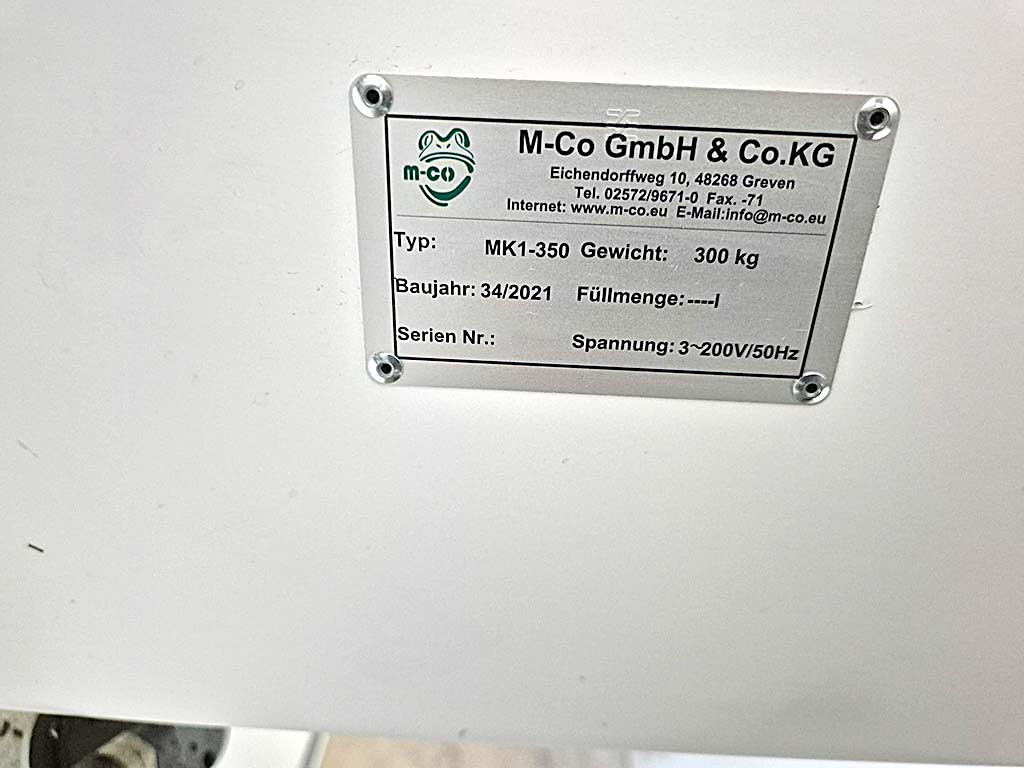 M-CO
M-Co GmbH & Co.KG
Eichendorffweg 10, 48268 Greven
Tel. 02572/9671-0 Fax. -71
Internet: www.m-co.eu E-Mail:info@m-co.eu
Typ: MK1-350 Gewicht: 300 kg
Baujahr: 34/2021 Füllmenge:----l
Serien Nr.: Spannung: 3~200V/50Hz